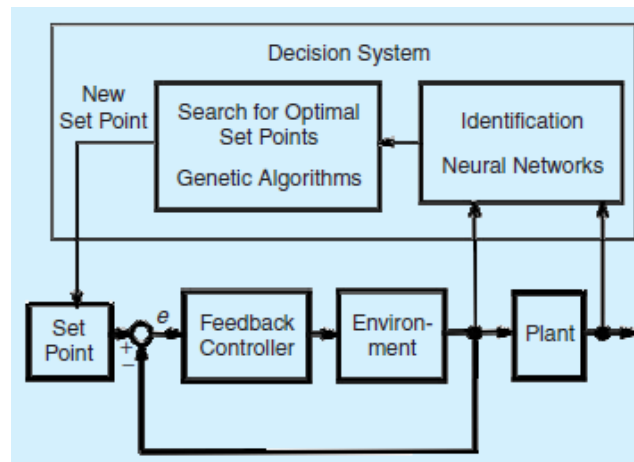 Decision System
New
Set Point
Search for Optimal
Set Points
Genetic Algorithms
Identification
Neural Networks
Set
Point
+
−
e
Feedback
Controller
Environ-
ment
Plant